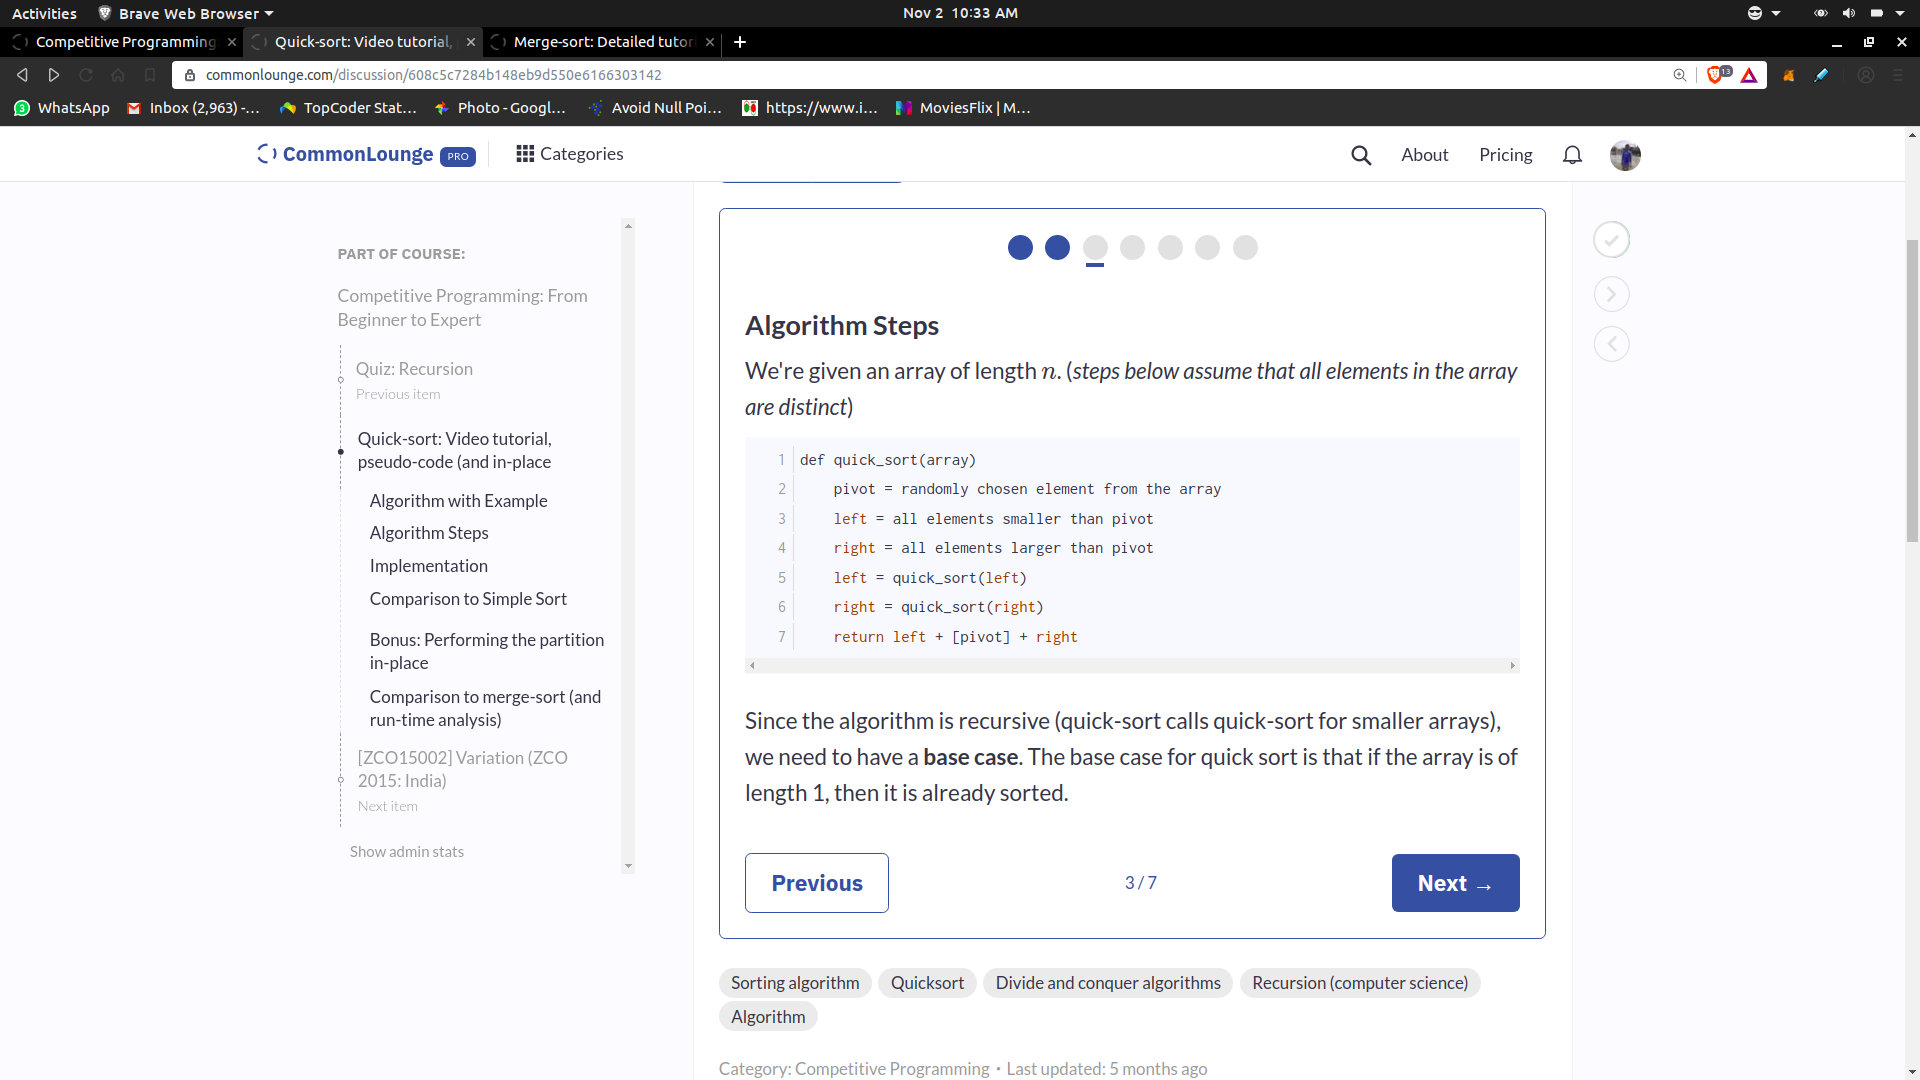 Activities
Brave Web Browser
Nov 2 10:33 AM
Competitive Programming
Quick-sort: Video tutorial,
Merge-sort: Detailed tutor
commonlounge.com/discussion/608c5c7284b148eb9d550e6166303142
13
WhatsApp
Inbox (2,963) -...
TopCoder Stat...
Photo - Googl...
Avoid Null Poi...
https://www.i...
MoviesFlix | M...
CommonLounge PRO
Categories
About
Pricing
PART OF COURSE:
Competitive Programming: From
Beginner to Expert
Quiz: Recursion
Previous item
Quick-sort: Video tutorial,
pseudo-code (and in-place
Algorithm with Example
Algorithm Steps
Implementation
Comparison to Simple Sort
Bonus: Performing the partition
in-place
Comparison to merge-sort (and
run-time analysis)
[ZCO15002] Variation (ZCO
2015: India)
Next item
Show admin stats
Algorithm Steps
We're given an array of length n. (steps below assume that all elements in the array
are distinct)
1 def quick_sort(array)
2 pivot = randomly chosen element from the array
3 left = all elements smaller than pivot
4 right = all elements larger than pivot
5 left = quick_sort(left)
6 right = quick_sort(right)
7 return left + [pivot] + right
Since the algorithm is recursive (quick-sort calls quick-sort for smaller arrays),
we need to have a base case. The base case for quick sort is that if the array is of
length 1, then it is already sorted.
Previous
3 / 7
Next →
Sorting algorithm
Quicksort
Divide and conquer algorithms
Recursion (computer science)
Algorithm
Category: Competitive Programming • Last updated: 5 months ago